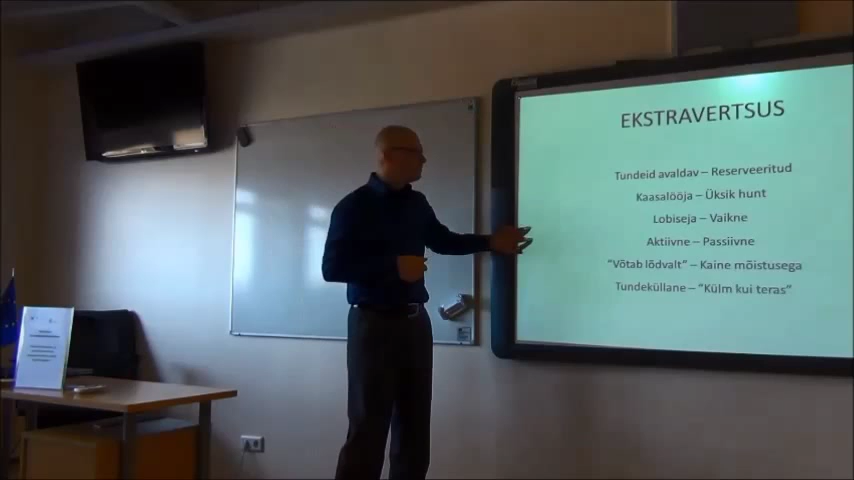 EKSTRAVERTSUS
Tundeid avaldav – Reserveeritud
Kaasalööja – Üksik hunt
Lobiseja – Vaikne
Aktiivne – Passiivne
"Võtab lõdvalt" – Kaine mõistusega
Tundeküllane – "Külm kui teras"